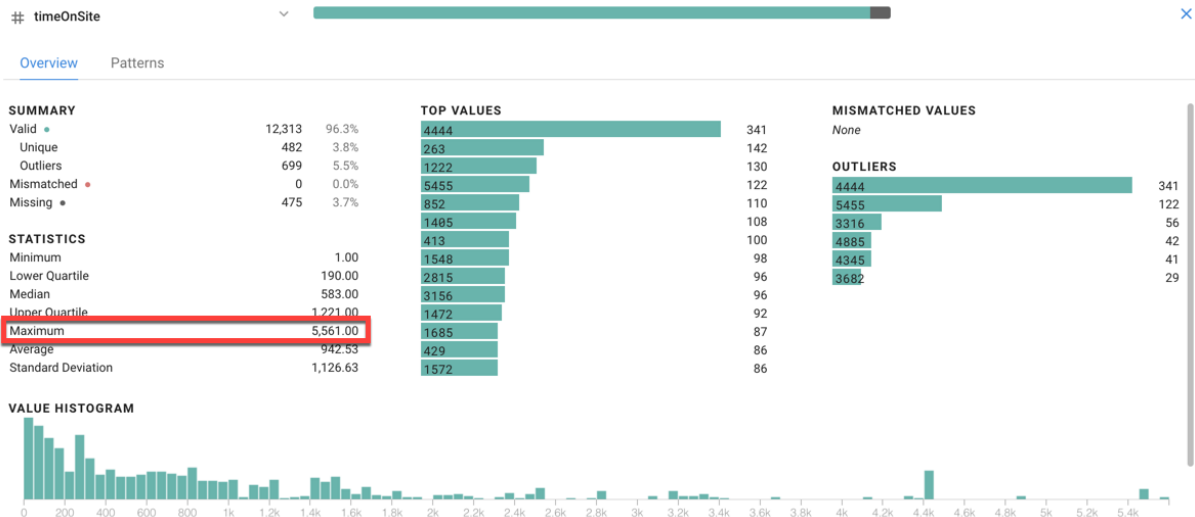 # timeOnSite
Overview Patterns
SUMMARY
Valid 12,313 96.3%
Unique 482 3.8%
Outliers 699 5.5%
Mismatched 0 0.0%
Missing 475 3.7%
STATISTICS
Minimum 1.00
Lower Quartile 190.00
Median 583.00
Upper Quartile 1,221.00
Maximum 5,561.00
Average 942.53
Standard Deviation 1,126.63
TOP VALUES
4444 341
263 142
1222 130
5455 122
852 110
1405 108
413 100
1548 98
2815 96
3156 96
1472 92
1685 87
429 86
1572 86
MISMATCHED VALUES
None
OUTLIERS
4444 341
5455 122
3316 56
4885 42
4345 41
3682 29
VALUE HISTOGRAM
0 200 400 600 800 1k 1.2k 1.4k 1.6k 1.8k 2k 2.2k 2.4k 2.6k 2.8k 3k 3.2k 3.4k 3.6k 3.8k 4k 4.2k 4.4k 4.6k 4.8k 5k 5.2k 5.4k